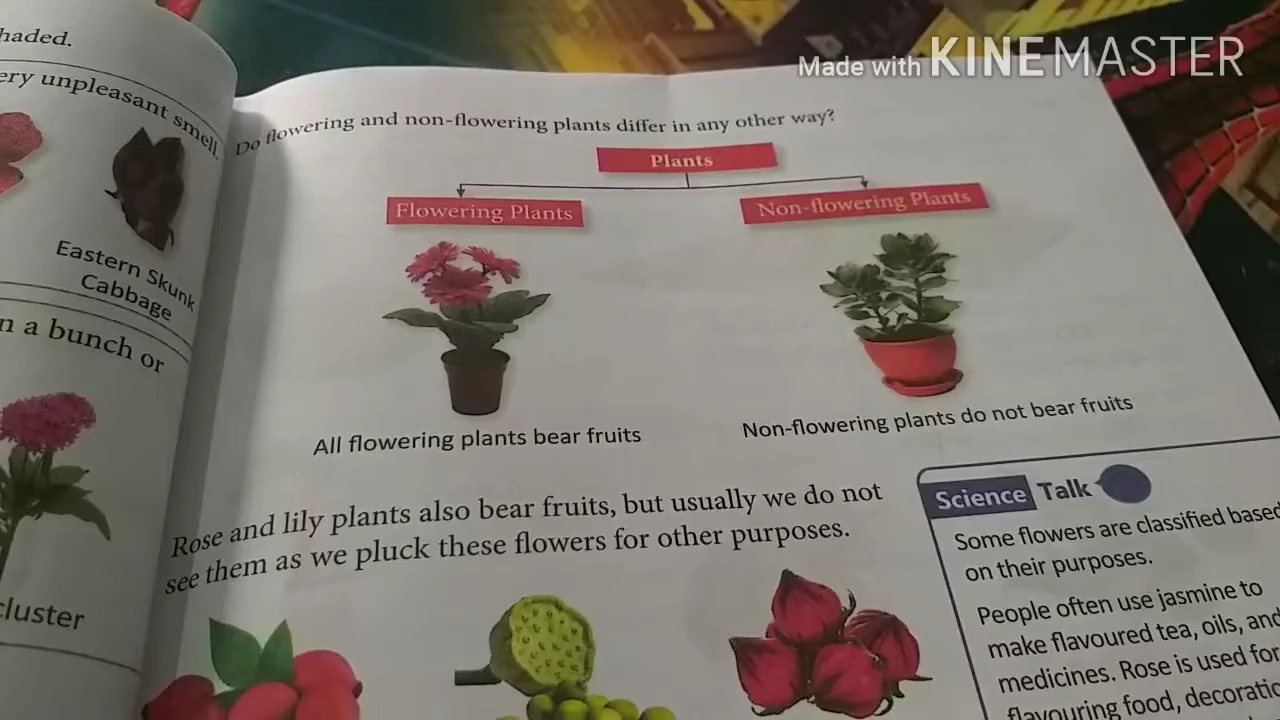 haded.
ery unpleasant smell.
Eastern Skunk
Cabbage
n a bunch or
cluster
Made with KINEMASTER
Do flowering and non-flowering plants differ in any other way?
Plants
Flowering Plants
Non-flowering Plants
All flowering plants bear fruits
Non-flowering plants do not bear fruits
Rose and lily plants also bear fruits, but usually we do not
see them as we pluck these flowers for other purposes.
Science Talk
Some flowers are classified based
on their purposes.
People often use jasmine to
make flavoured tea, oils, and
medicines. Rose is used for
flavouring food, decoratio